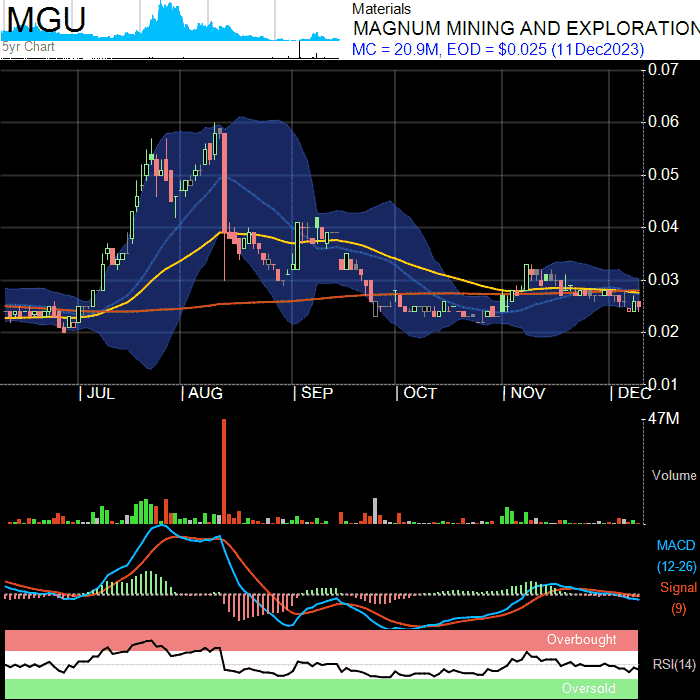 MGU
5yr Chart
Materials
MAGNUM MINING AND EXPLORATION
MC = 20.9M, EOD = $0.025 (11Dec2023)
0.07
0.06
0.05
0.04
0.03
0.02
0.01
JUL AUG SEP OCT NOV DEC
47M
Volume
MACD
(12-26)
Signal
(9)
Overbought
RSI(14)
Oversold